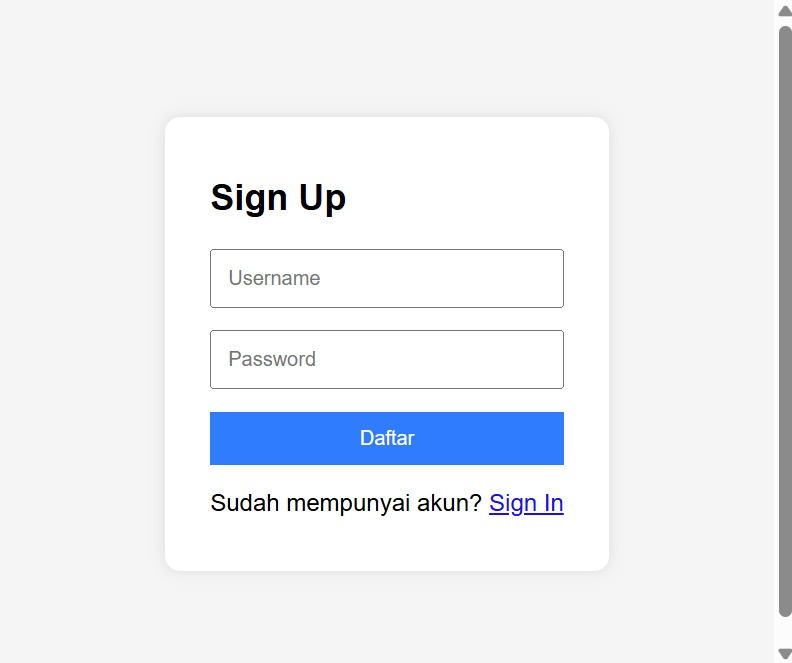 Sign Up
Username
Password
Daftar
Sudah mempunyai akun? Sign In